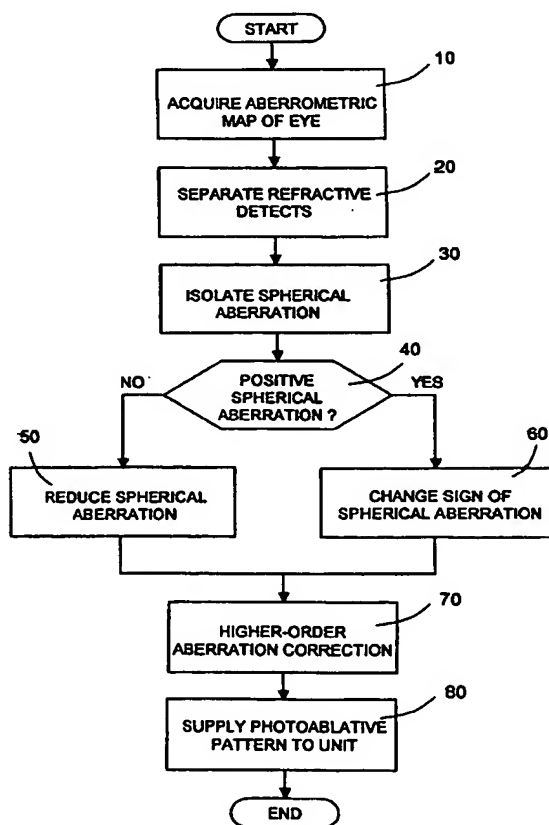 START
10
ACQUIRE ABERROMETRIC
MAP OF EYE
20
SEPARATE REFRACTIVE
DETECTS
30
ISOLATE SPHERICAL
ABERRATION
40
NO
POSITIVE
SPHERICAL
ABERRATION ?
YES
50
REDUCE SPHERICAL
ABERRATION
60
CHANGE SIGN OF
SPHERICAL ABERRATION
70
HIGHER-ORDER
ABERRATION CORRECTION
80
SUPPLY PHOTOABLATIVE
PATTERN TO UNIT
END